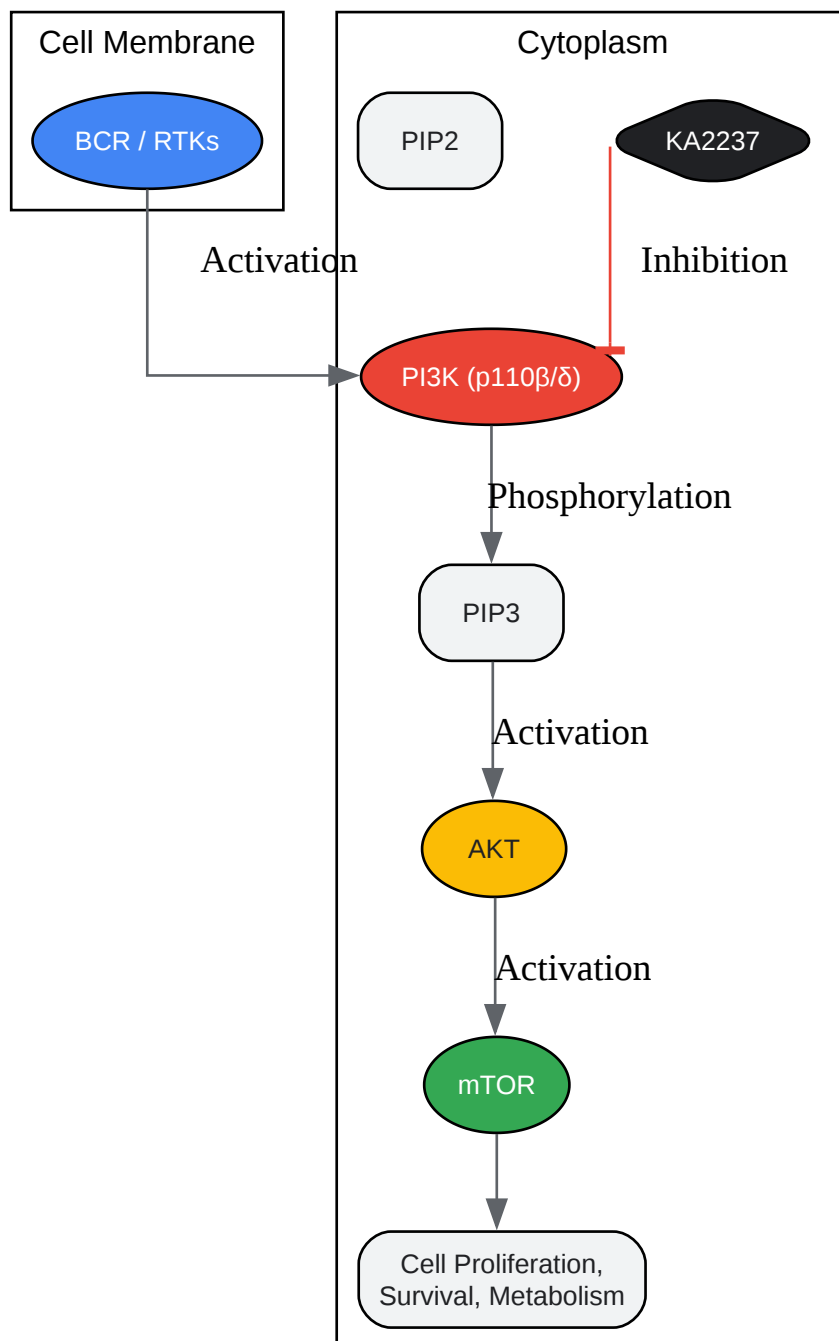 Cell Membrane
Cytoplasm
BCR / RTKs
PIP2
KA2237
Activation
Inhibition
PI3K (p110β/δ)
Phosphorylation
PIP3
Activation
AKT
Activation
mTOR
Cell Proliferation,
Survival, Metabolism